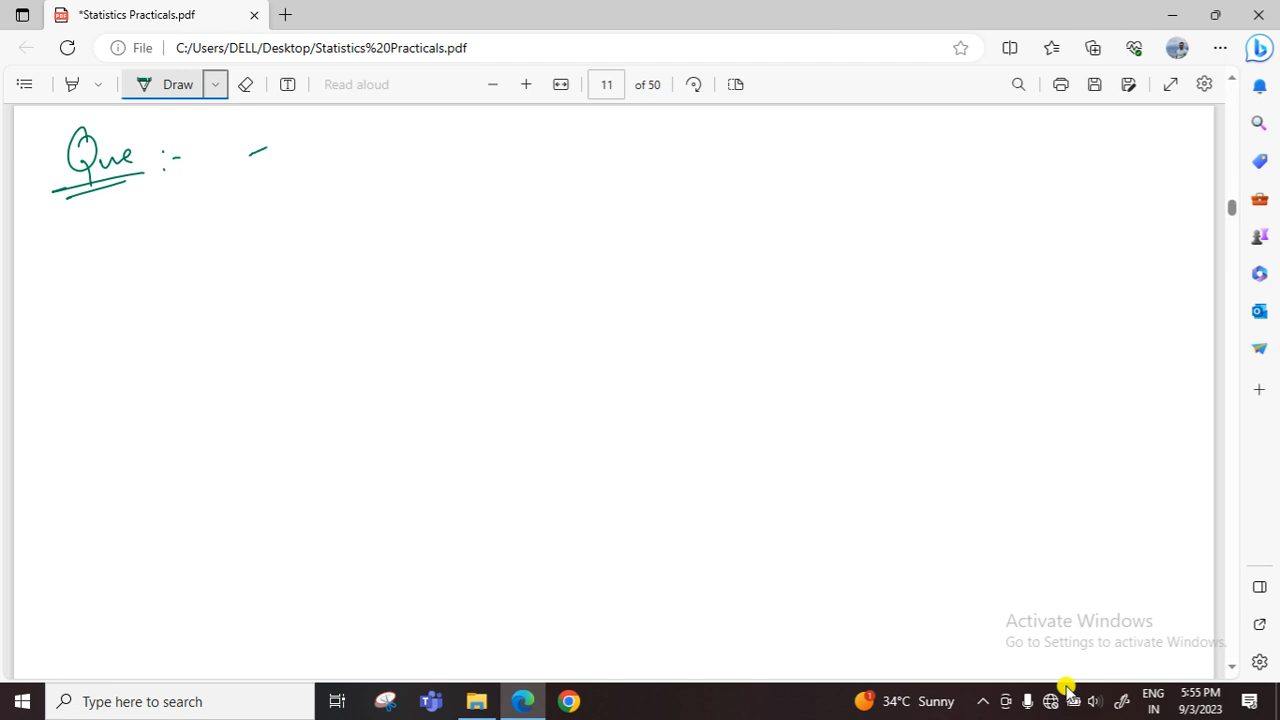 *Statistics Practicals.pdf
File C:/Users/DELL/Desktop/Statistics%20Practicals.pdf
Draw Read aloud 11 of 50
Que :- -
Activate Windows
Go to Settings to activate Windows.
Type here to search 1 34°C Sunny ENG IN 5:55 PM 9/3/2023